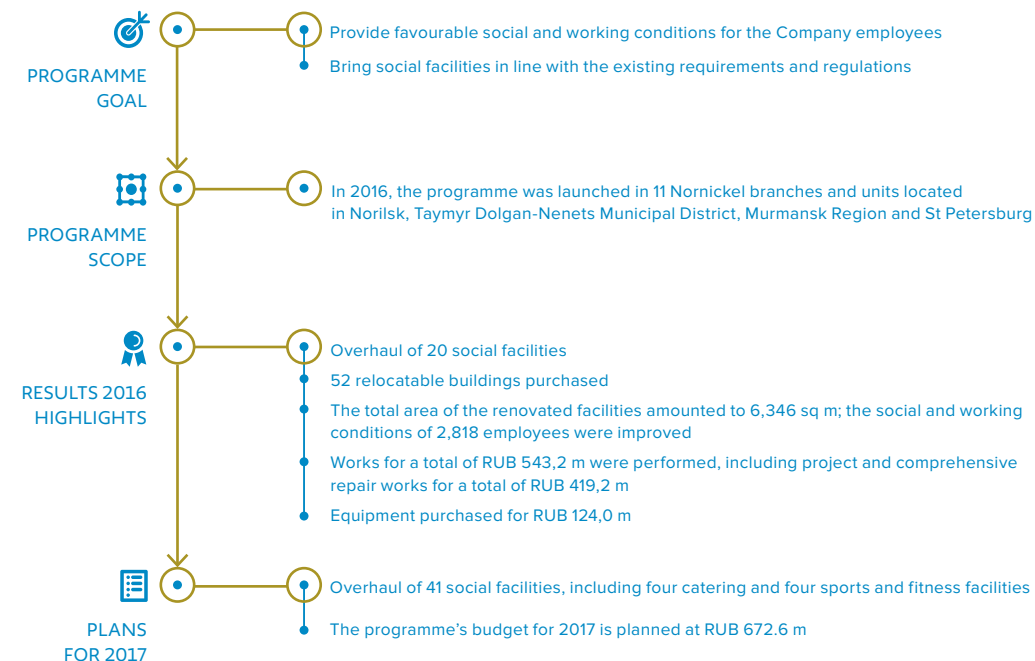 PROGRAMME
GOAL
Provide favourable social and working conditions for the Company employees
Bring social facilities in line with the existing requirements and regulations
PROGRAMME
SCOPE
In 2016, the programme was launched in 11 Nornickel branches and units located
in Norilsk, Taymyr Dolgan-Nenets Municipal District, Murmansk Region and St Petersburg
RESULTS 2016
HIGHLIGHTS
Overhaul of 20 social facilities
52 relocatable buildings purchased
The total area of the renovated facilities amounted to 6,346 sq m; the social and working
conditions of 2,818 employees were improved
Works for a total of RUB 543,2 m were performed, including project and comprehensive
repair works for a total of RUB 419,2 m
Equipment purchased for RUB 124,0 m
PLANS
FOR 2017
Overhaul of 41 social facilities, including four catering and four sports and fitness facilities
The programme’s budget for 2017 is planned at RUB 672.6 m